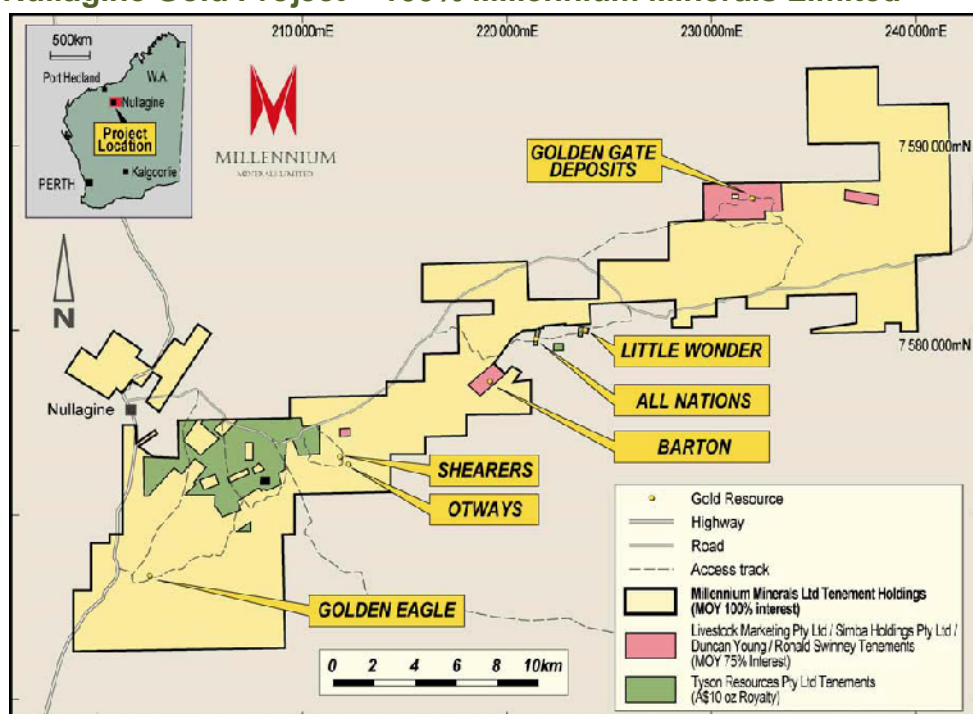 Nullagine Gold Project – 100% Millennium Minerals Limited
210 000mE
220 000mE
230 000mE
240 000mE
500km
Port Hedland
W.A.
Nullagine
Project
Location
Kalgoorlie
PERTH
MILLENNIUM
MINERALS LIMITED
GOLDEN GATE
DEPOSITS
7 590 000mN
N
7 580 000mN
LITTLE WONDER
Nullagine
ALL NATIONS
BARTON
SHEARERS
OTWAYS
GOLDEN EAGLE
0 2 4 6 8 10km
Gold Resource
Highway
Road
Access track
Millennium Minerals Ltd Tenement Holdings
(MOY 100% interest)
Livestock Marketing Pty Ltd / Simba Holdings Pty Ltd /
Duncan Young / Ronald Swinney Tenements
(MOY 75% Interest)
Tyson Resources Pty Ltd Tenements
(A$10 oz Royalty)